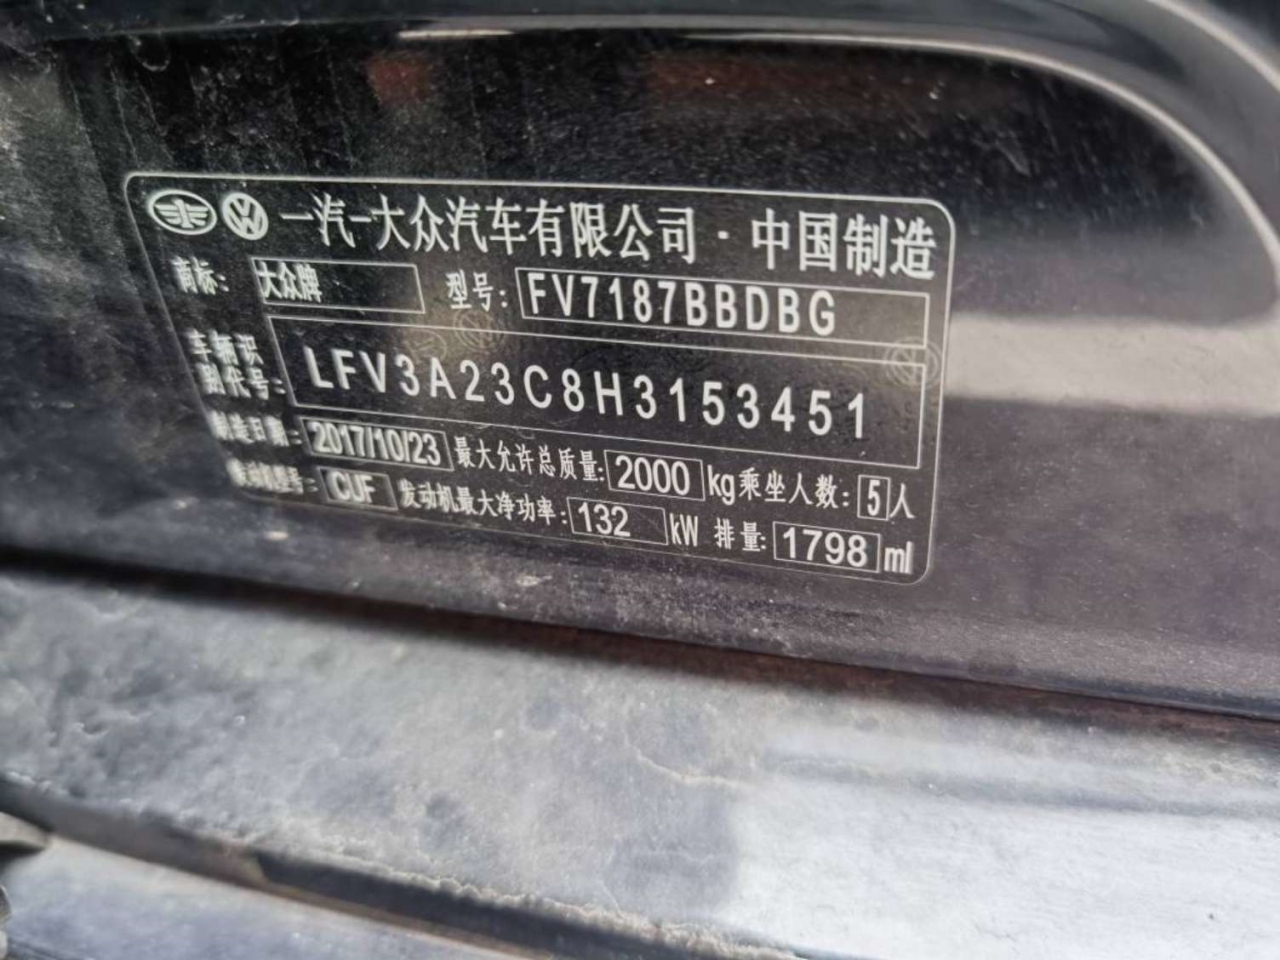 一汽-大众汽车有限公司·中国制造
商标: 大众牌 型号: FV7187BBDBG
车辆识别代号: LFV3A23C8H3153451
制造日期: 2017/10/23 最大允许总质量: 2000 kg 乘坐人数: 5 人
发动机型号: CUF 发动机最大净功率: 132 kW 排量: 1798 ml